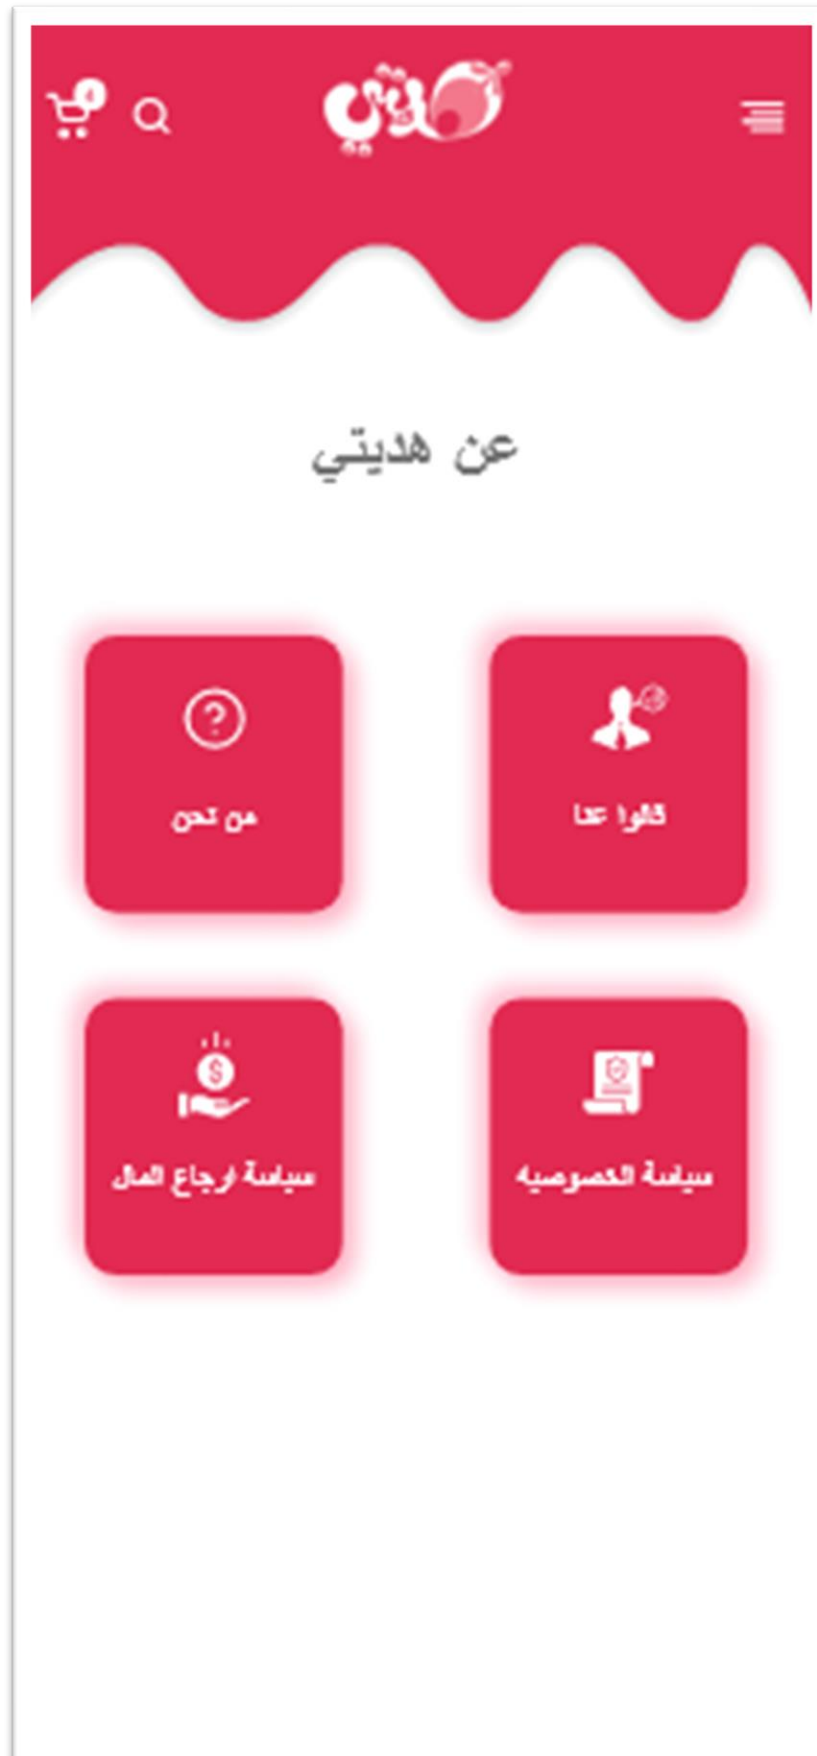 هديتي
عن هديتي
قالوا عنا
من نحن
سياسة الخصوصيه
سياسة ارجاع المال